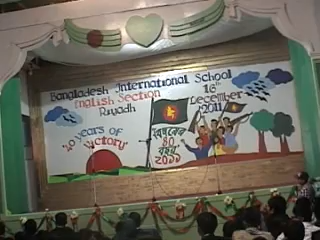 Bangladesh International School
English Section
Riyadh
16th
December
2011
40 years of
Victory
বিজয়ের
৪০
বছর
২০১১